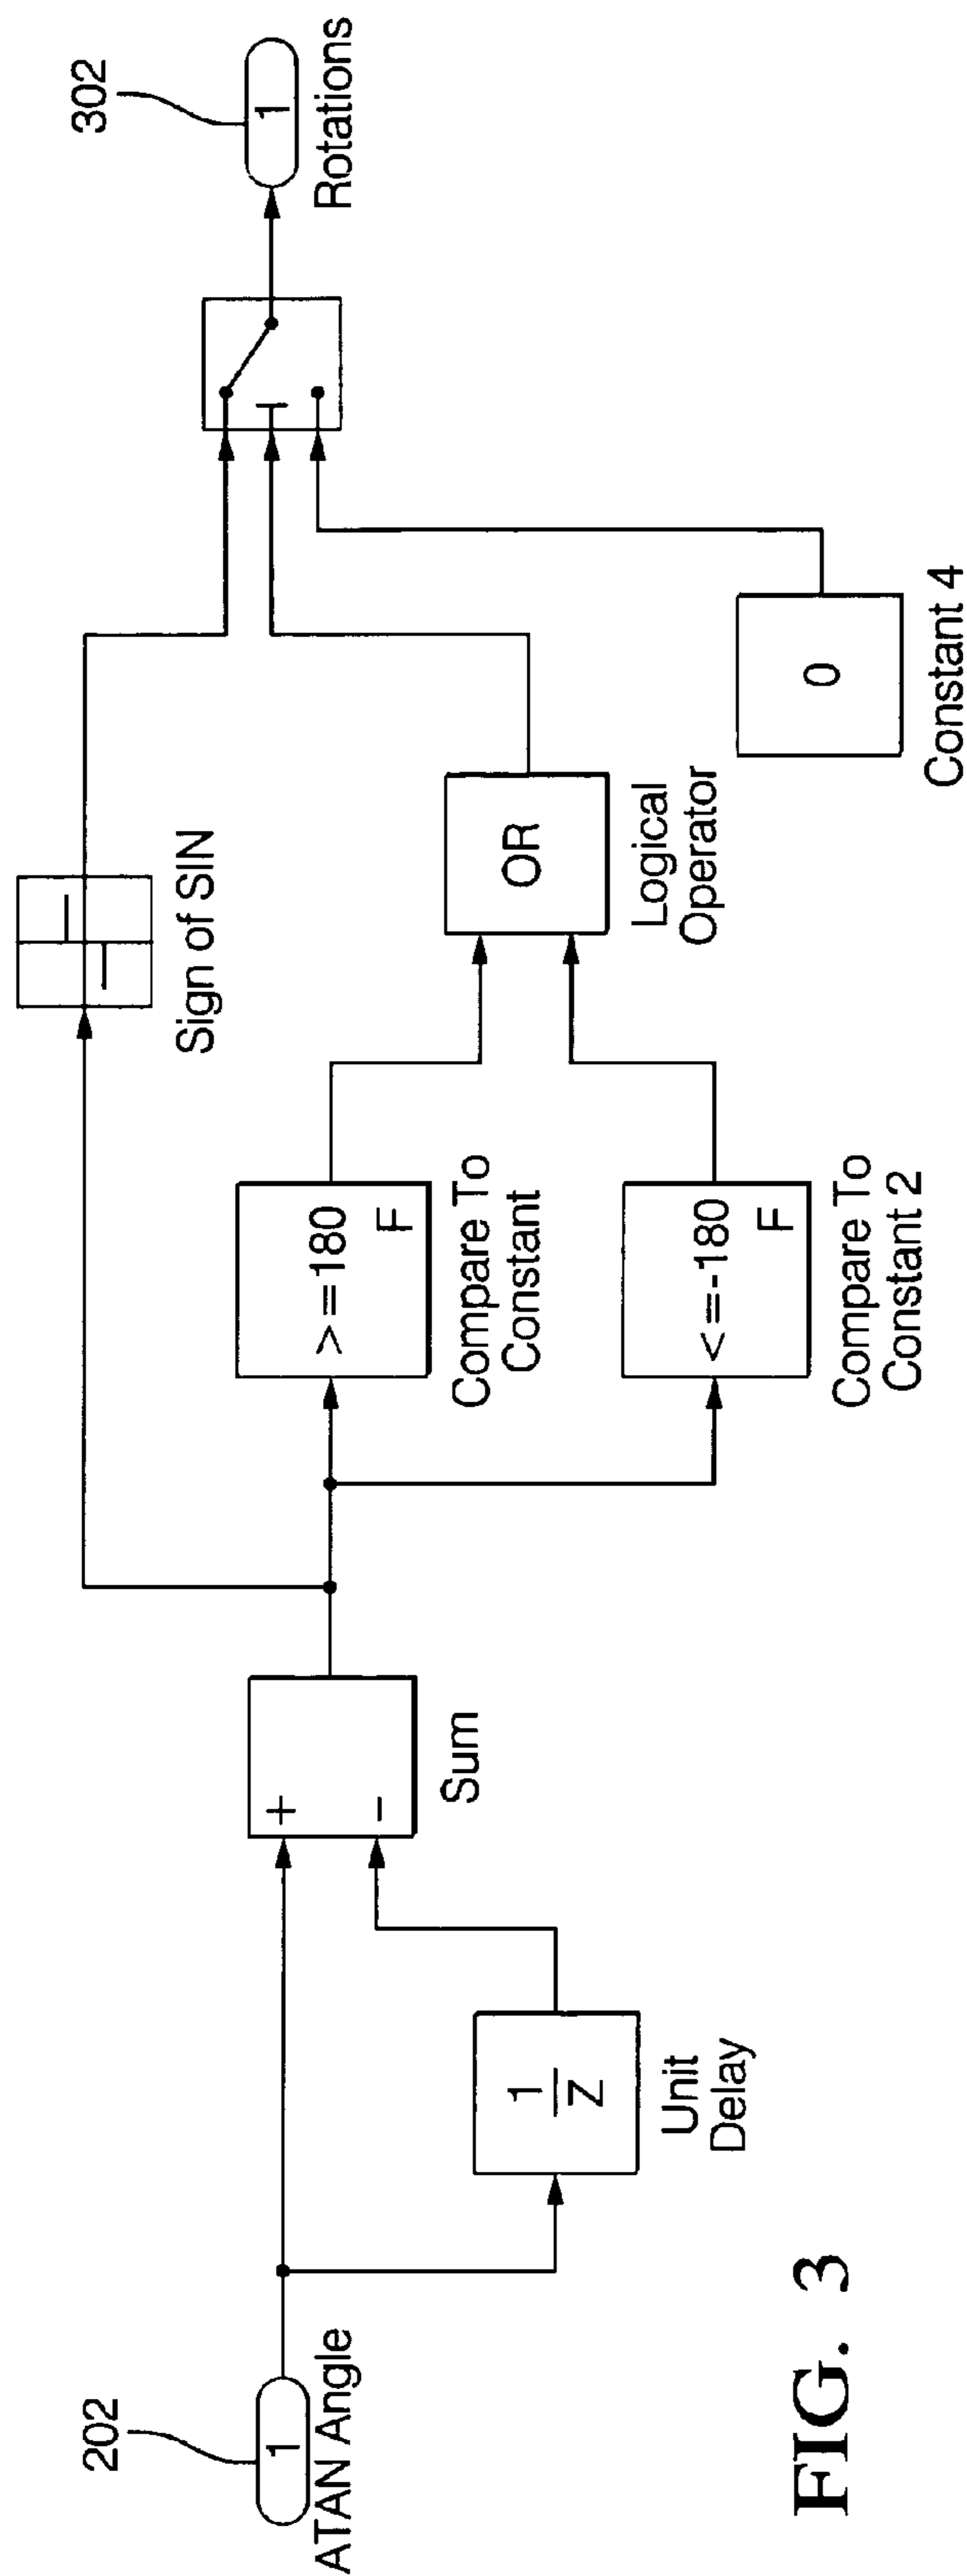 202
1
ATAN Angle
1
Z
Unit
Delay
+
−
Sum
>=180
F
Compare To
Constant
<=-180
F
Compare To
Constant 2
Sign of SIN
OR
Logical
Operator
0
Constant 4
302
1
Rotations
FIG. 3